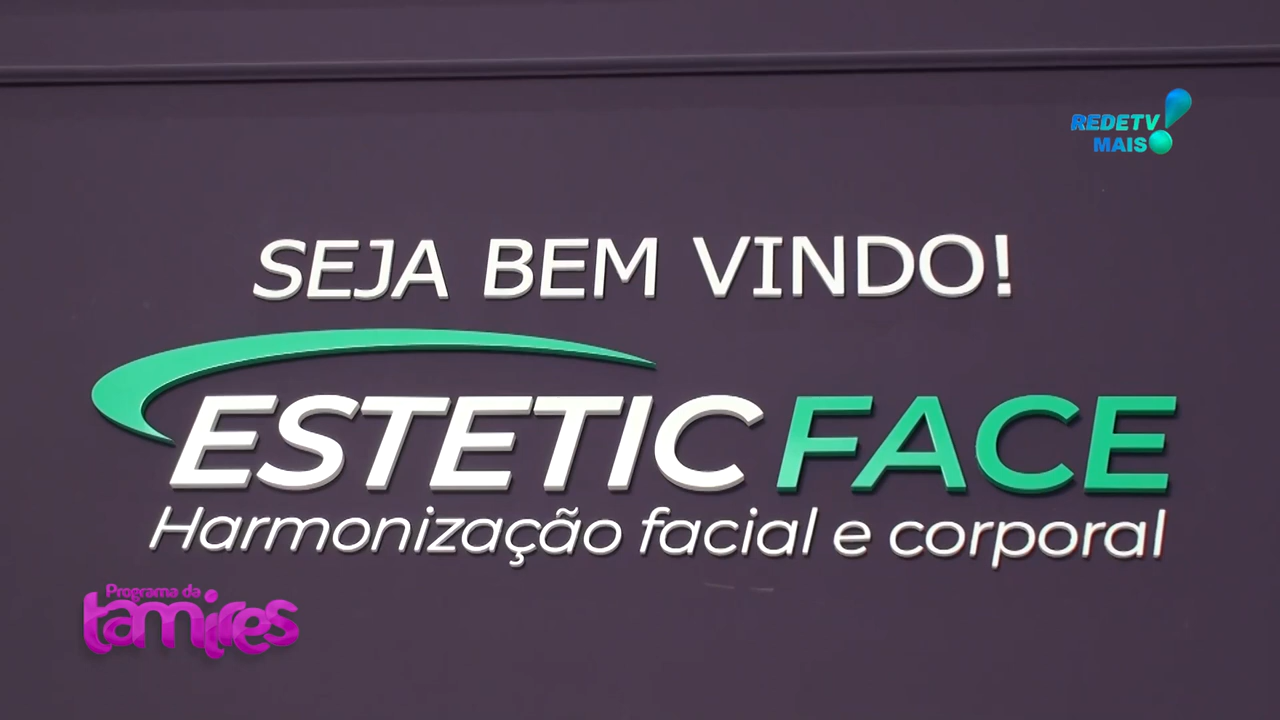 REDETV
MAIS!
SEJA BEM VINDO!
ESTETIC FACE
Harmonização facial e corporal
Programa da
tamires